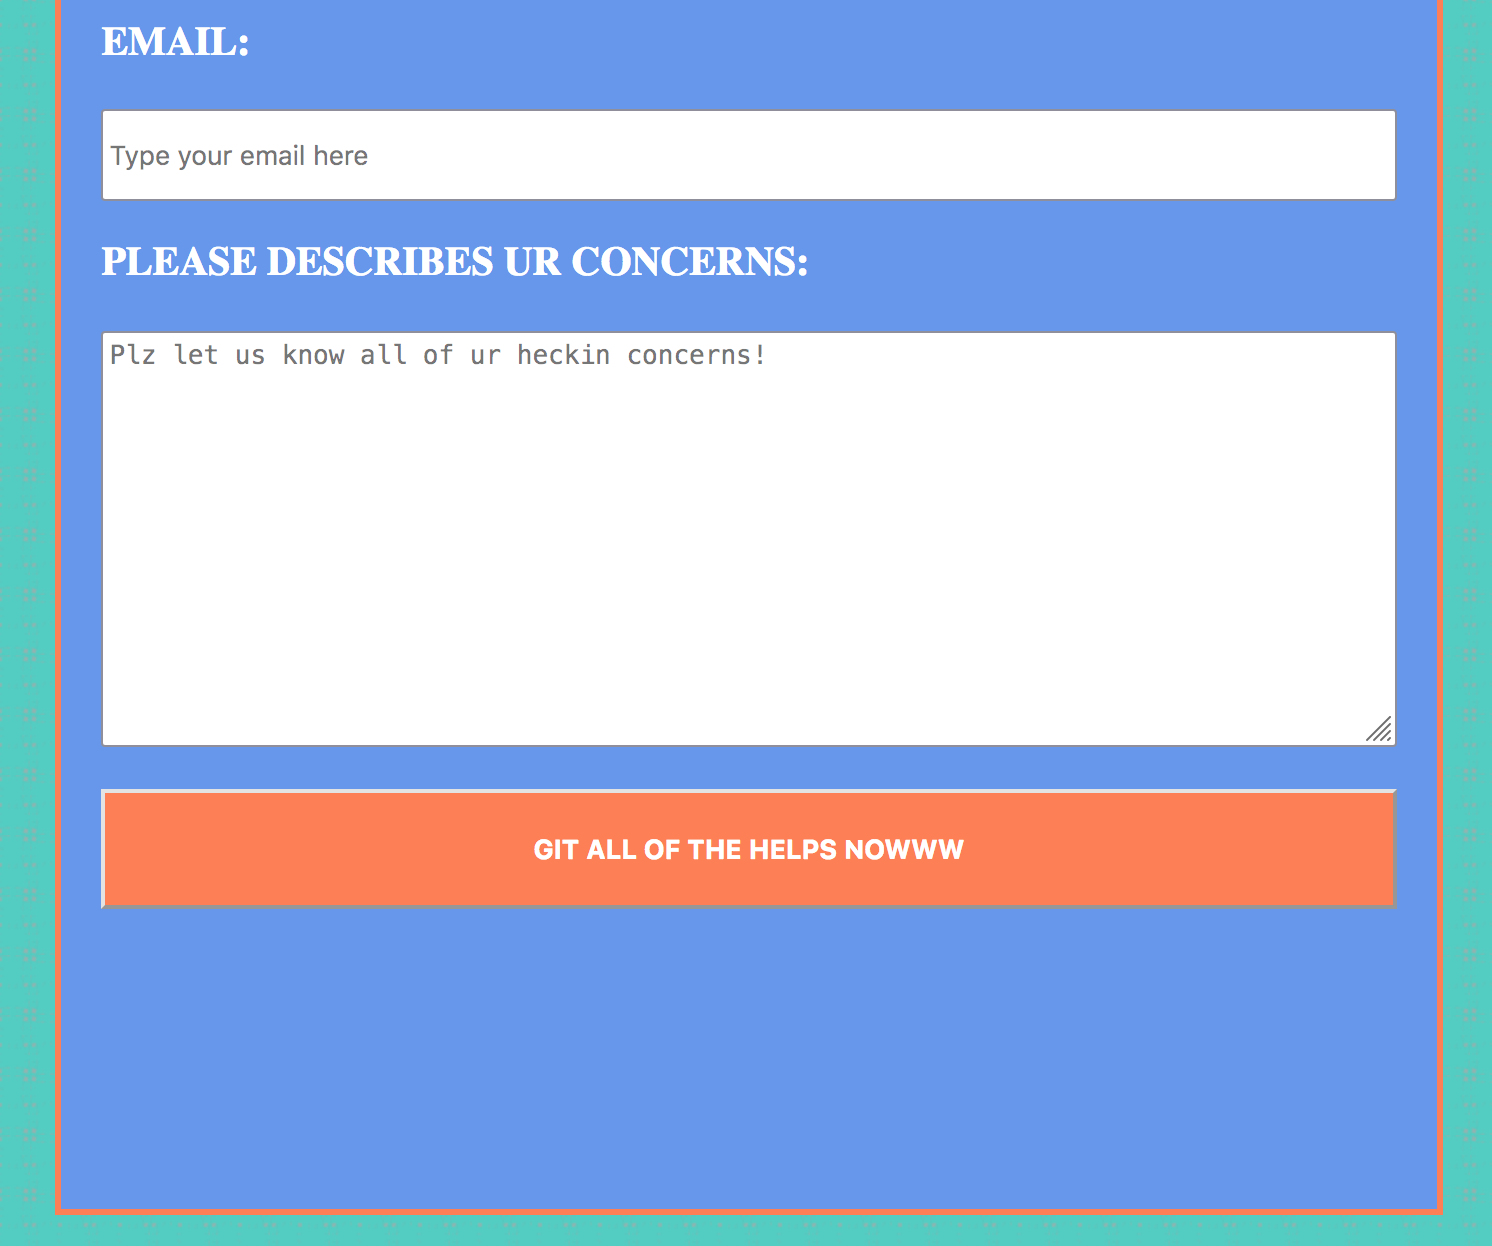 EMAIL:
Type your email here
PLEASE DESCRIBES UR CONCERNS:
Plz let us know all of ur heckin concerns!
GIT ALL OF THE HELPS NOWWW